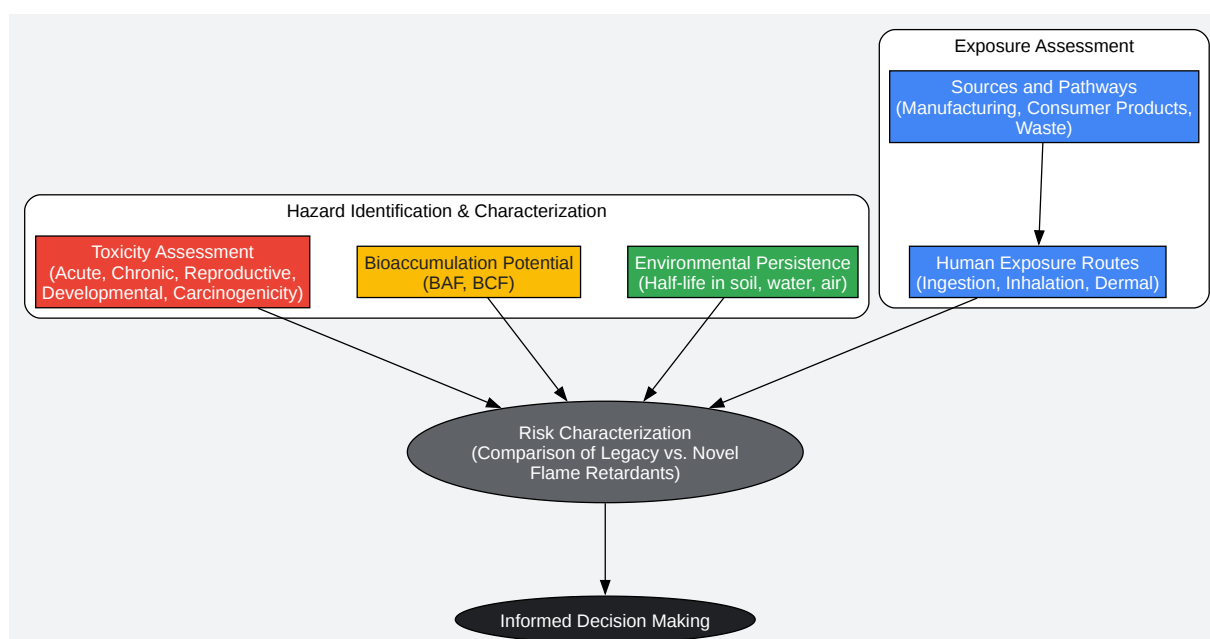 Exposure Assessment
Sources and Pathways
(Manufacturing, Consumer Products,
Waste)
Hazard Identification & Characterization
Toxicity Assessment
(Acute, Chronic, Reproductive,
Developmental, Carcinogenicity)
Bioaccumulation Potential
(BAF, BCF)
Environmental Persistence
(Half-life in soil, water, air)
Human Exposure Routes
(Ingestion, Inhalation, Dermal)
Risk Characterization
(Comparison of Legacy vs. Novel
Flame Retardants)
Informed Decision Making